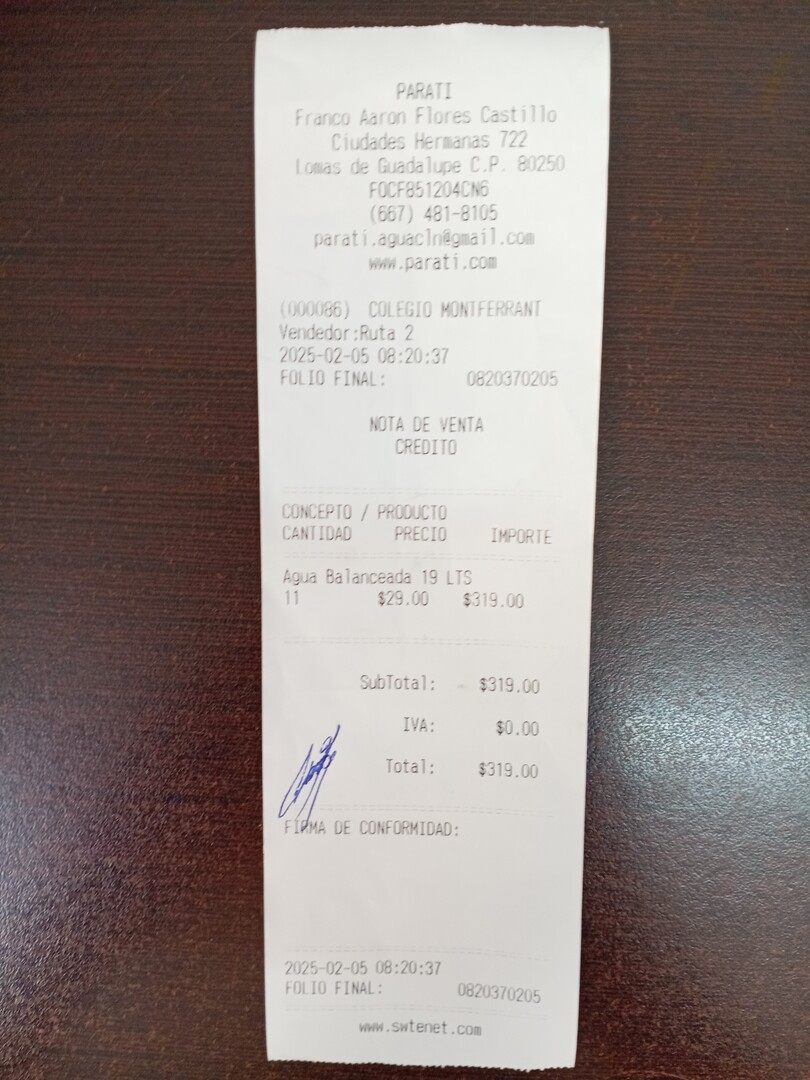 PARATI
Franco Aaron Flores Castillo
Ciudades Hermanas 722
Lomas de Guadalupe C.P. 80250
FOCF851204CN6
(667) 481-8105
parati.aguacln@gmail.com
www.parati.com
(000086) COLEGIO MONTFERRANT
Vendedor:Ruta 2
2025-02-05 08:20:37
FOLIO FINAL: 0820370205
NOTA DE VENTA
CREDITO
CONCEPTO / PRODUCTO
CANTIDAD PRECIO IMPORTE
Agua Balanceada 19 LTS
11 $29.00 $319.00
SubTotal: $319.00
IVA: $0.00
Total: $319.00
FIRMA DE CONFORMIDAD:
2025-02-05 08:20:37
FOLIO FINAL: 0820370205
www.swtenet.com